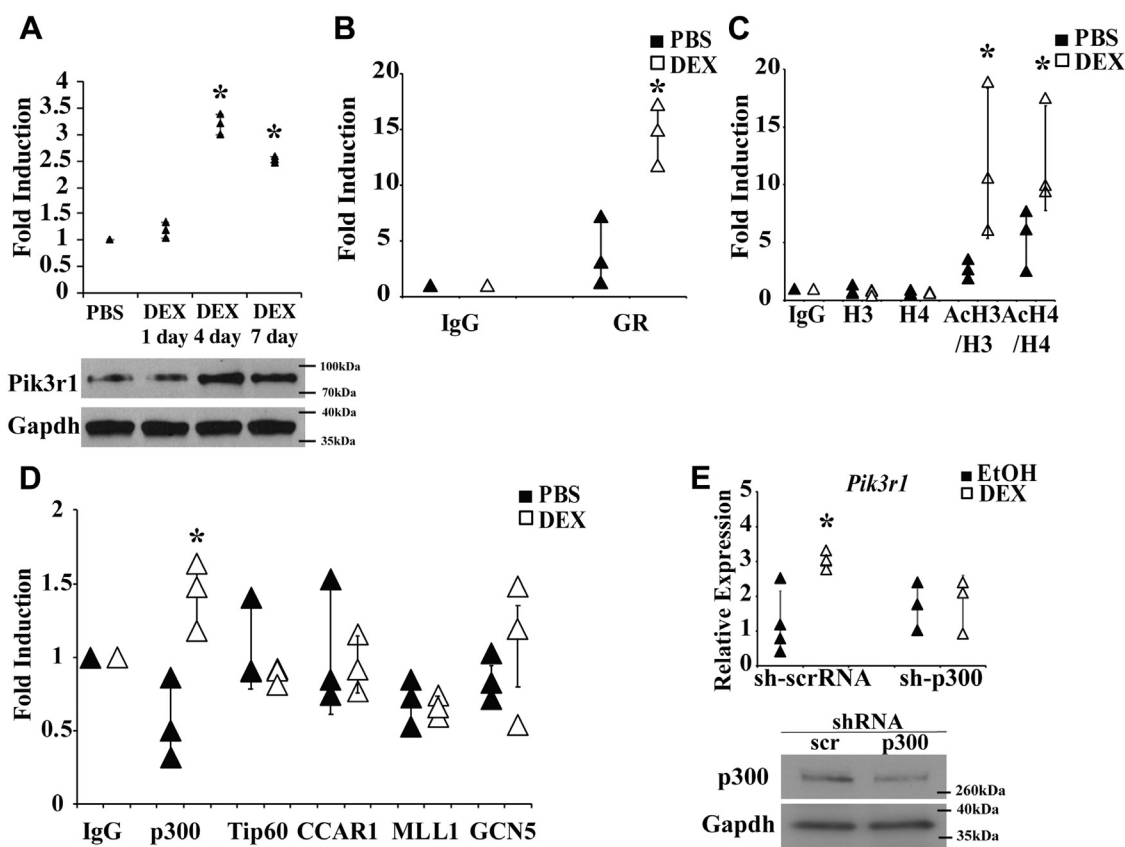 A
Fold Induction
4
3.5
3
2.5
2
1.5
1
0.5
0
*
*
PBS DEX DEX DEX
1 day 4 day 7 day
Pik3r1
100kDa
70kDa
Gapdh
40kDa
35kDa
B
PBS
DEX
Fold Induction
20
15
10
5
0
*
IgG GR
C
PBS
DEX
Fold Induction
20
15
10
5
0
*
*
IgG H3 H4 AcH3 AcH4
/H3 /H4
D
PBS
DEX
Fold Induction
2
1.5
1
0.5
0
*
IgG p300 Tip60 CCAR1 MLL1 GCN5
E
Pik3r1
EtOH
DEX
Relative Expression
5
4
3
2
1
0
*
sh-scrRNA sh-p300
shRNA
scr p300
p300
260kDa
Gapdh
40kDa
35kDa